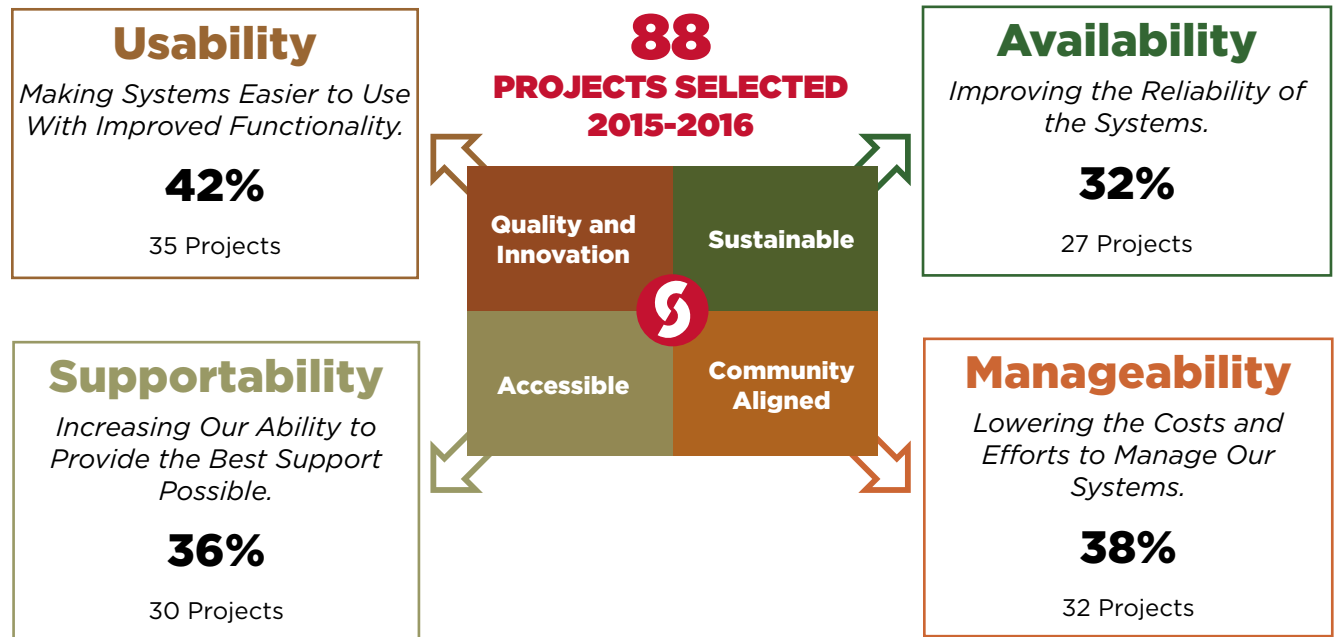 Usability
Making Systems Easier to Use
With Improved Functionality.
42%
35 Projects
88
PROJECTS SELECTED
2015-2016
Availability
Improving the Reliability of
the Systems.
32%
27 Projects
Quality and
Innovation
Sustainable
Accessible
Community
Aligned
Supportability
Increasing Our Ability to
Provide the Best Support
Possible.
36%
30 Projects
Manageability
Lowering the Costs and
Efforts to Manage Our
Systems.
38%
32 Projects